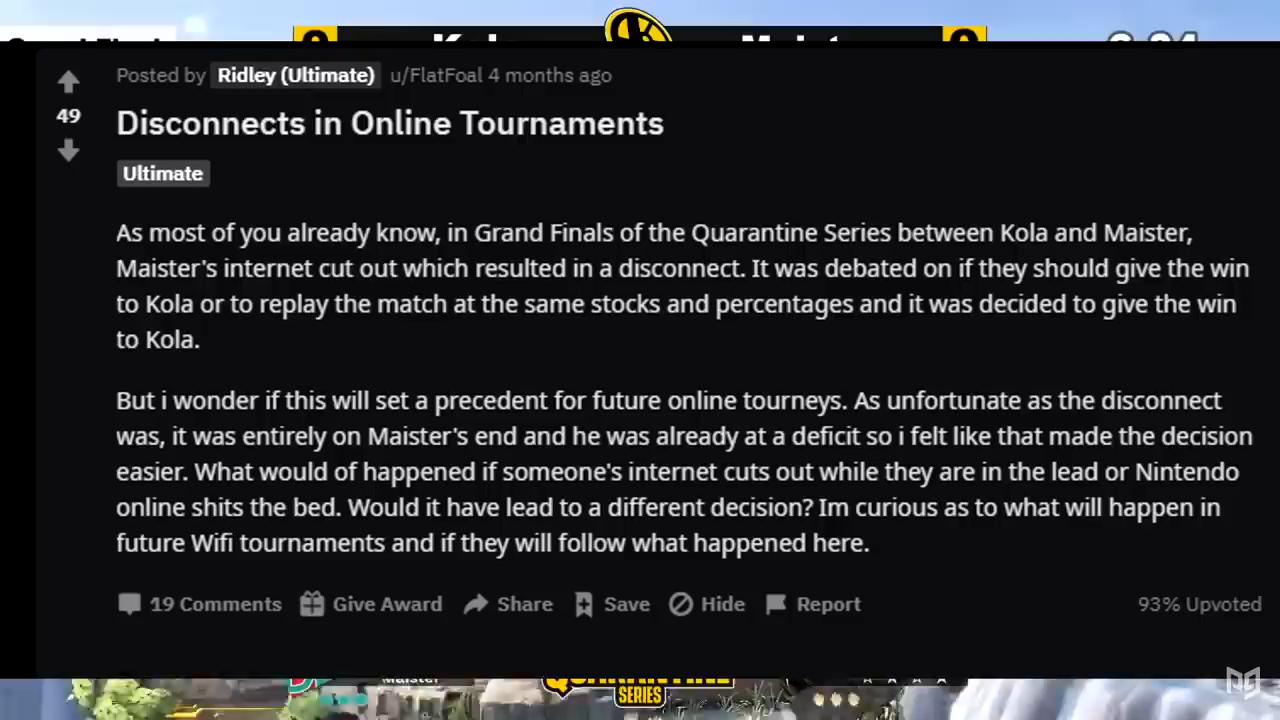 Posted by Ridley (Ultimate) u/FlatFoal 4 months ago
49
Disconnects in Online Tournaments
Ultimate
As most of you already know, in Grand Finals of the Quarantine Series between Kola and Maister,
Maister's internet cut out which resulted in a disconnect. It was debated on if they should give the win
to Kola or to replay the match at the same stocks and percentages and it was decided to give the win
to Kola.
But i wonder if this will set a precedent for future online tourneys. As unfortunate as the disconnect
was, it was entirely on Maister's end and he was already at a deficit so i felt like that made the decision
easier. What would of happened if someone's internet cuts out while they are in the lead or Nintendo
online shits the bed. Would it have lead to a different decision? Im curious as to what will happen in
future Wifi tournaments and if they will follow what happened here.
19 Comments Give Award Share Save Hide Report 93% Upvoted
Maister
QUARANTINE
SERIES